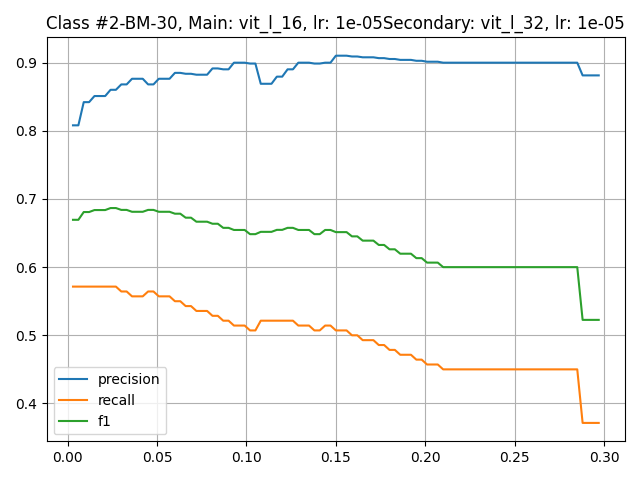 Class #2-BM-30, Main: vit_l_16, lr: 1e-05Secondary: vit_l_32, lr: 1e-05
0.9
0.8
0.7
0.6
0.5
0.4
precision
recall
f1
0.00 0.05 0.10 0.15 0.20 0.25 0.30